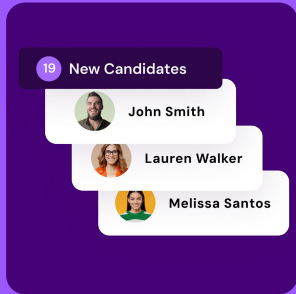 19 New Candidates
John Smith
Lauren Walker
Melissa Santos